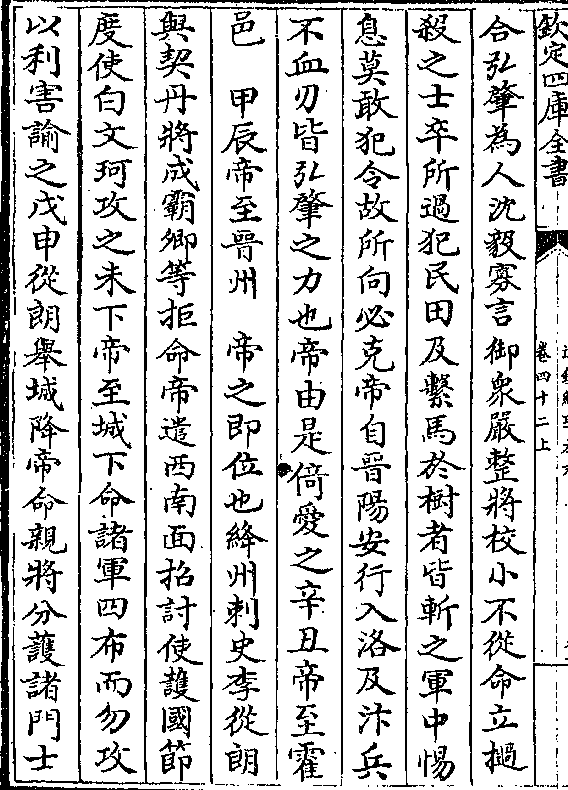 欽定四庫全書
卷四十二上
合弘肇為人沈毅寡言御衆嚴整將校小不從命立撾
殺之士卒所過犯民田及繫馬於樹者皆斬之軍中惕
息莫敢犯令故所向必克帝自晉陽安行入洛及汴兵
不血刃皆弘肇之力也帝由是倚愛之辛丑帝至霍
邑　甲辰帝至晉州　帝之即位也絳州刺史李從朗
與契丹將成霸卿等拒命帝遣西南面招討使護國節
度使白文珂攻之未下帝至城下命諸軍四布而勿攻
以利害諭之戊申從朗舉城降帝命親將分護諸門士